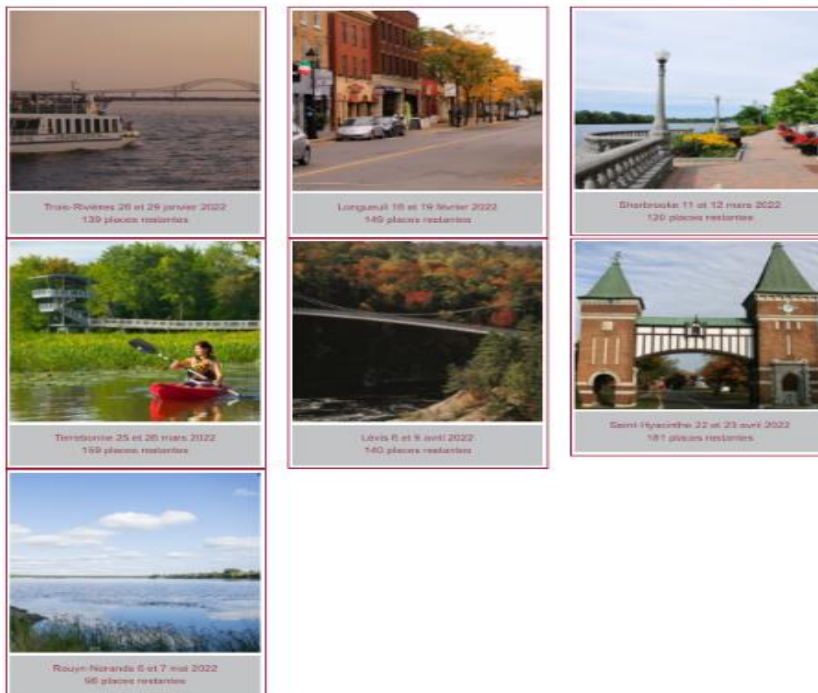 Trois-Rivières 28 et 29 janvier 2022
139 places restantes
Longueuil 18 et 19 février 2022
149 places restantes
Sherbrooke 11 et 12 mars 2022
120 places restantes
Terrebonne 25 et 26 mars 2022
159 places restantes
Lévis 8 et 9 avril 2022
140 places restantes
Saint-Hyacinthe 22 et 23 avril 2022
181 places restantes
Rouyn-Noranda 6 et 7 mai 2022
places restantes